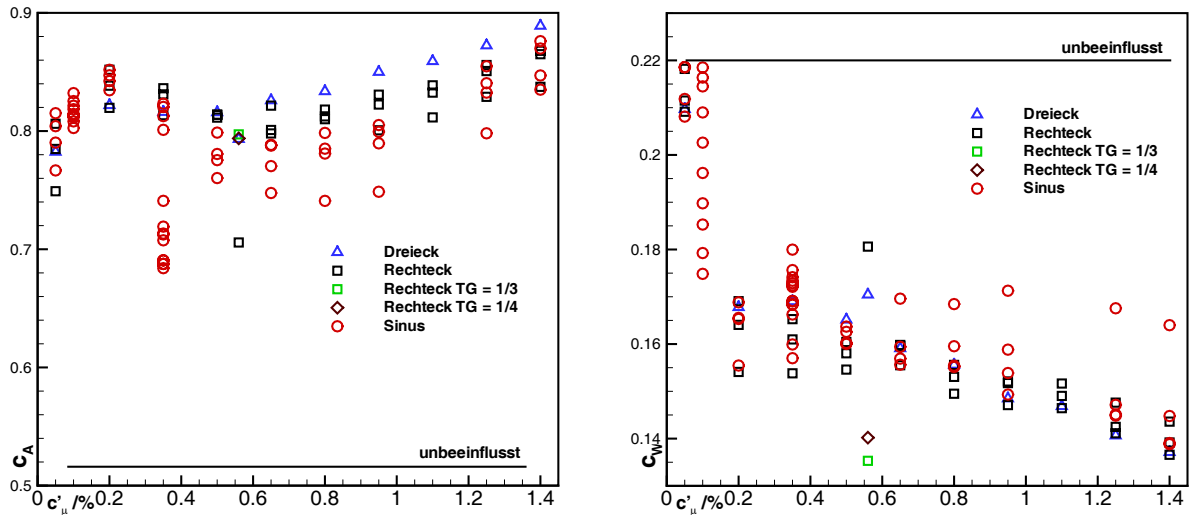 0.9
0.8
0.7
0.6
0.5
c_A
0
c'_μ /%
0.2
0.4
0.6
0.8
1
1.2
1.4
Dreieck
Rechteck
Rechteck TG = 1/3
Rechteck TG = 1/4
Sinus
unbeeinflusst
0.22
0.2
0.18
0.16
0.14
c_W
0
c'_μ /%
0.2
0.4
0.6
0.8
1
1.2
1.4
unbeeinflusst
Dreieck
Rechteck
Rechteck TG = 1/3
Rechteck TG = 1/4
Sinus